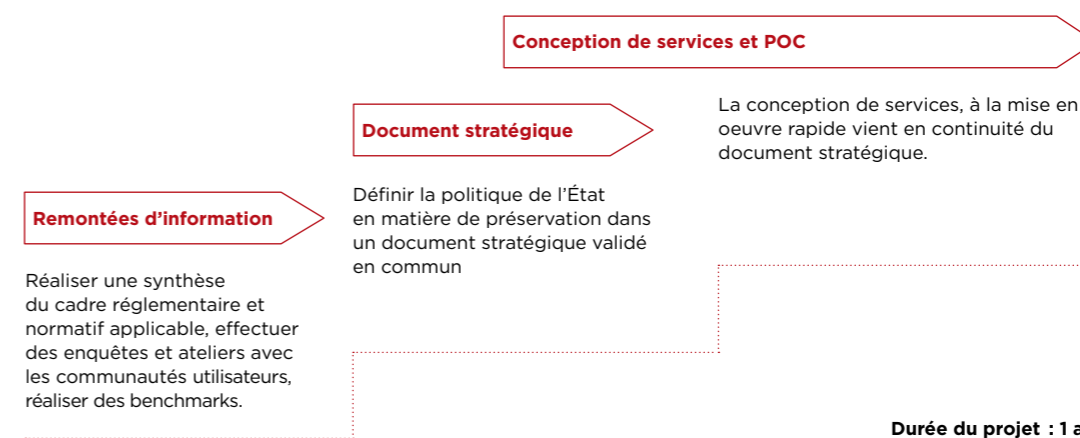 Conception de services et POC
La conception de services, à la mise en
oeuvre rapide vient en continuité du
document stratégique.
Document stratégique
Définir la politique de l’État
en matière de préservation dans
un document stratégique validé
en commun
Remontées d’information
Réaliser une synthèse
du cadre réglementaire et
normatif applicable, effectuer
des enquêtes et ateliers avec
les communautés utilisateurs,
réaliser des benchmarks.
Durée du projet : 1 a